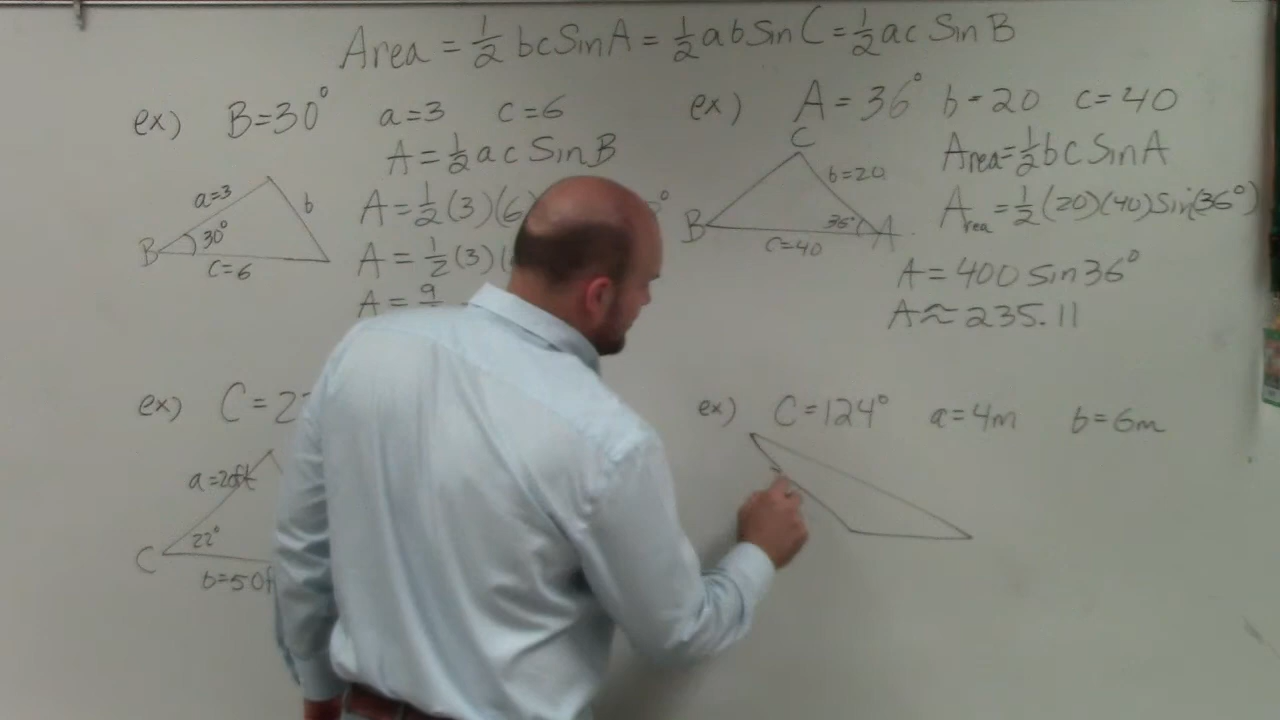 Area = 1/2 bc Sin A = 1/2 ab Sin C = 1/2 ac Sin B
ex) B=30° a=3 c=6
A = 1/2 ac Sin B
A = 1/2 (3)(6
A = 1/2 (3)(
A = 9
a=3
b
B 30°
c=6
ex) A = 36° b=20 c=40
Area = 1/2 bc Sin A
Area = 1/2 (20)(40) Sin(36°)
A = 400 sin 36°
A ≈ 235.11
C
b=20
B 36° A
c=40
ex) C = 2
a=20ft
C 22°
b=50f
ex) C=124° a=4m b=6m